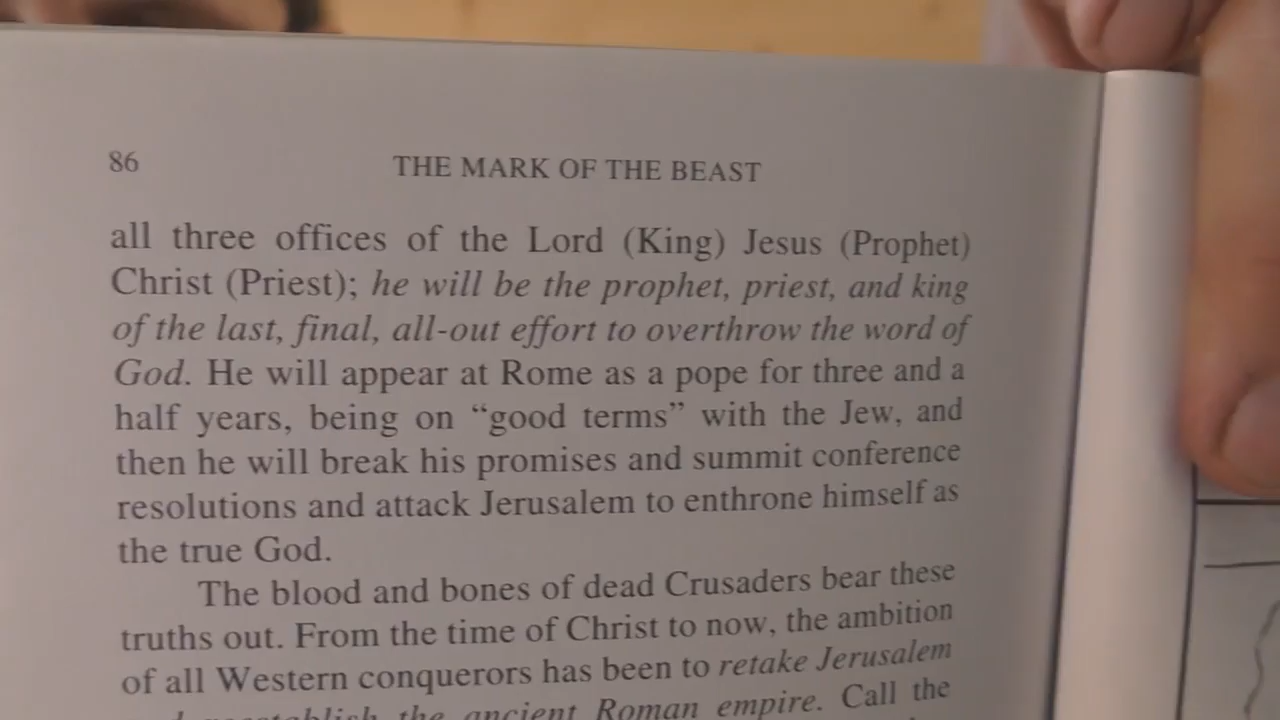 86
THE MARK OF THE BEAST
all three offices of the Lord (King) Jesus (Prophet)
Christ (Priest); he will be the prophet, priest, and king
of the last, final, all-out effort to overthrow the word of
God. He will appear at Rome as a pope for three and a
half years, being on “good terms” with the Jew, and
then he will break his promises and summit conference
resolutions and attack Jerusalem to enthrone himself as
the true God.
The blood and bones of dead Crusaders bear these
truths out. From the time of Christ to now, the ambition
of all Western conquerors has been to retake Jerusalem
the ancient Roman empire. Call the